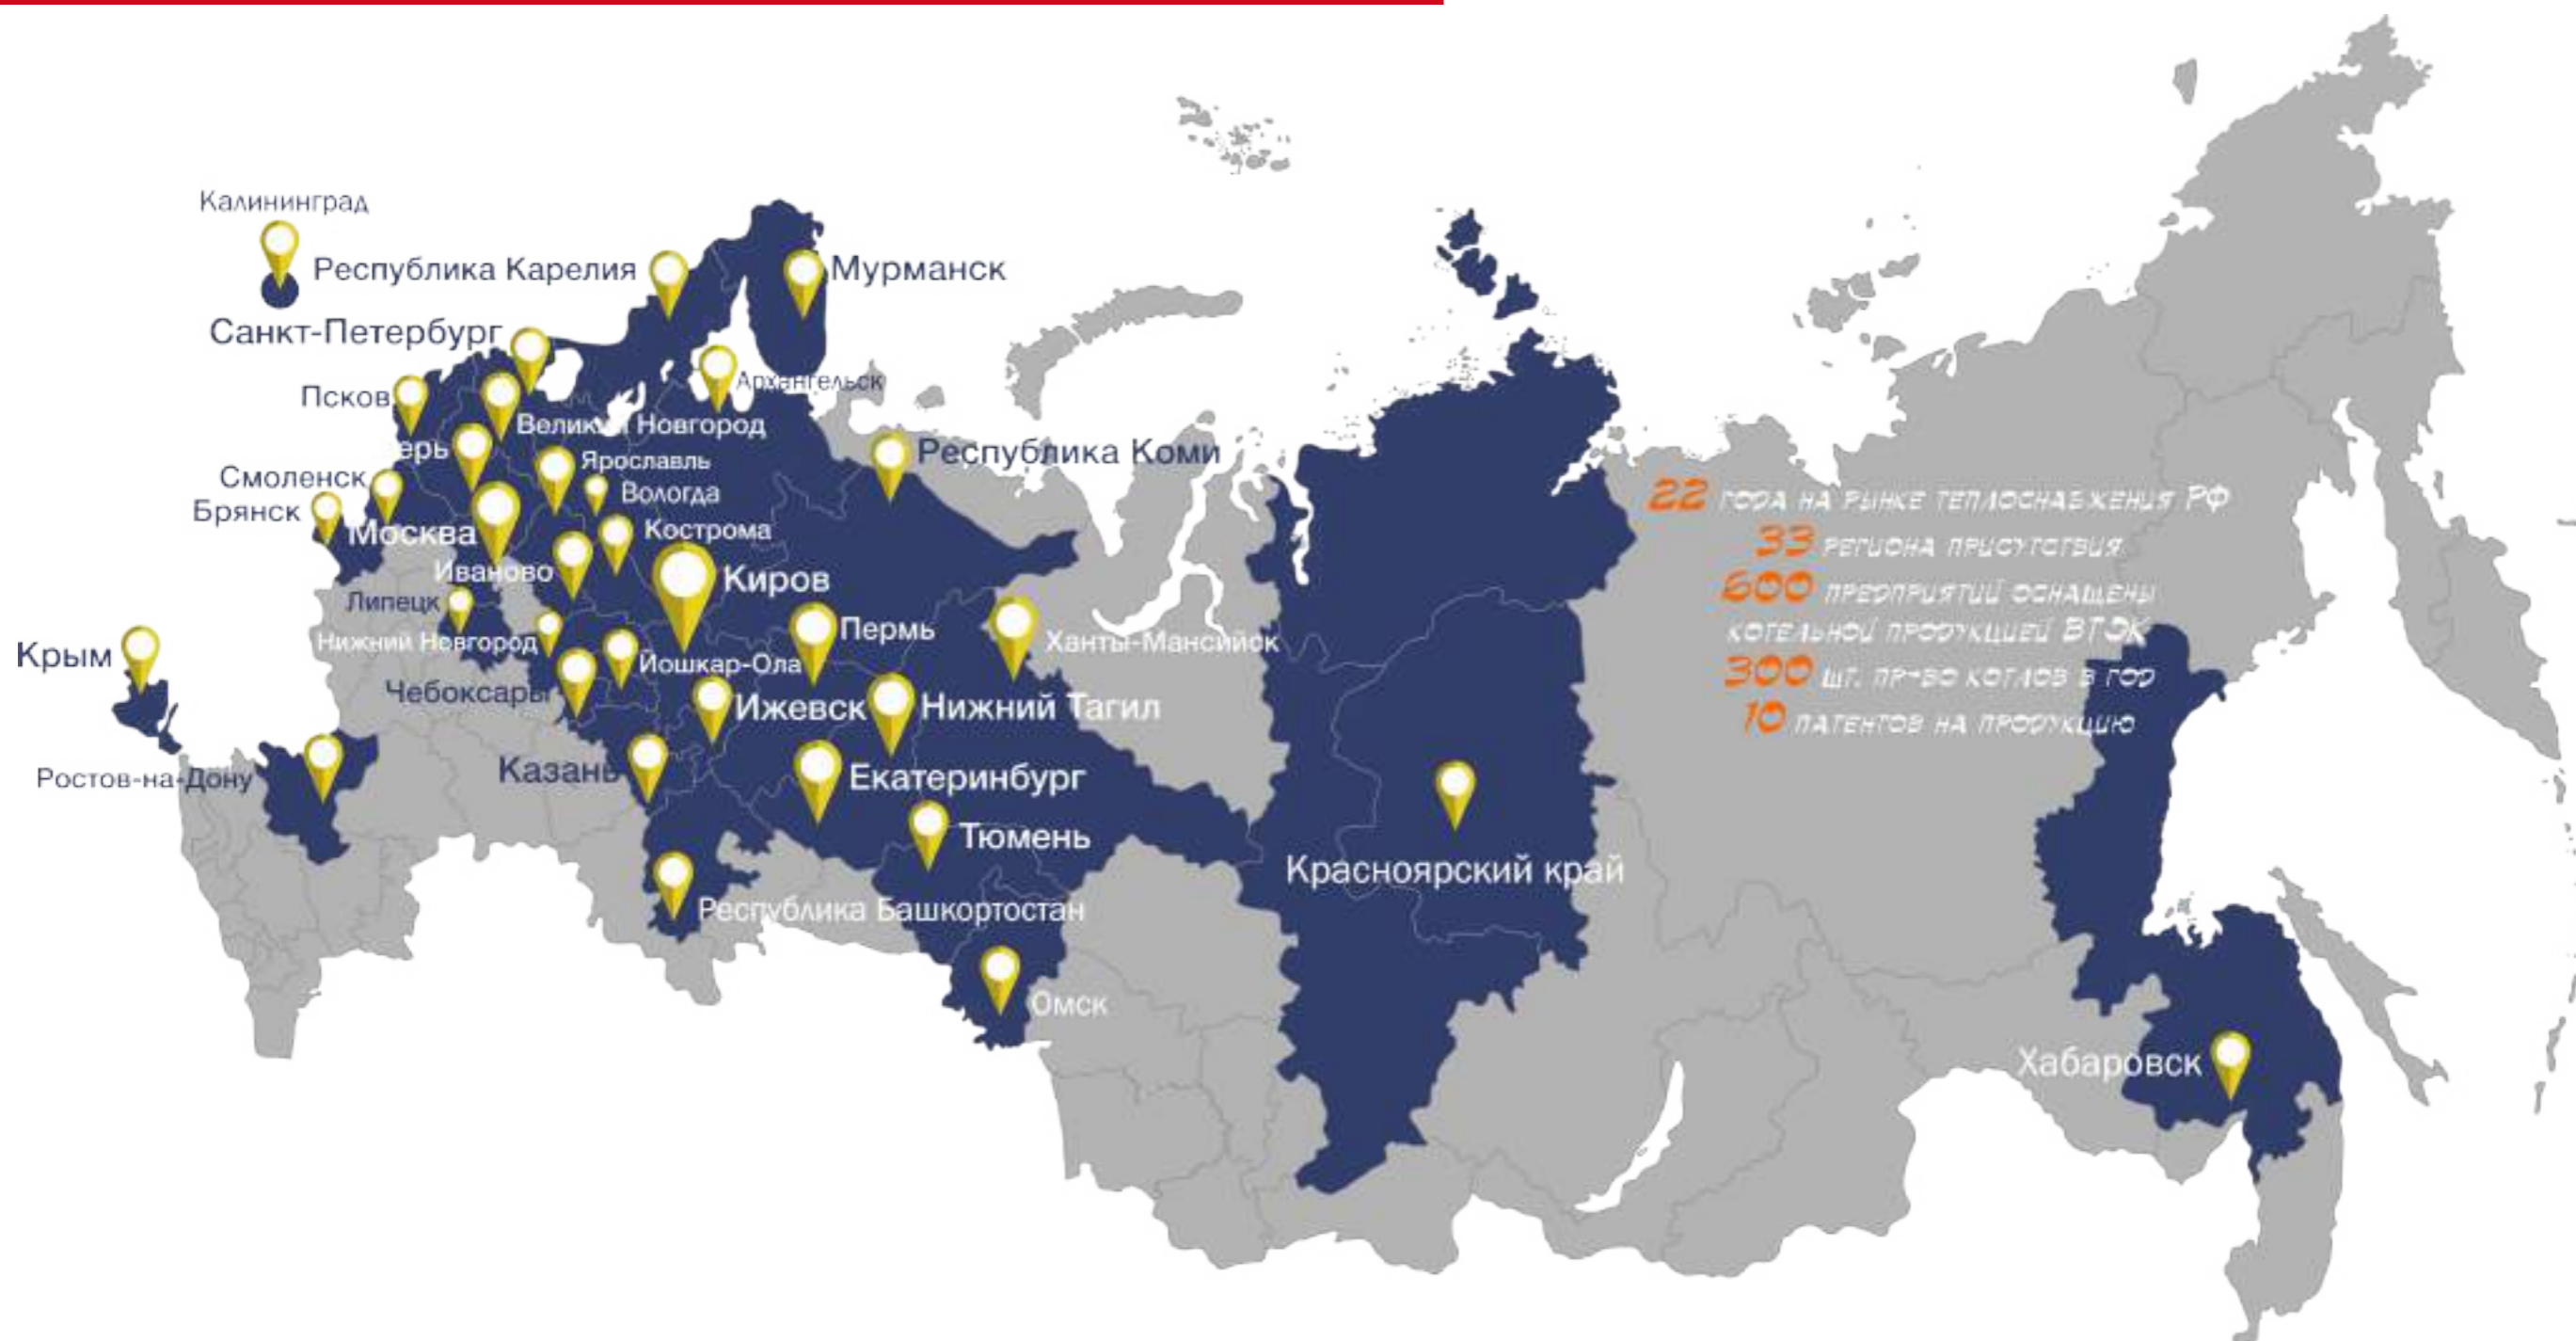 Калининград
Республика Карелия
Мурманск
Санкт-Петербург
Архангельск
Псков
Великий Новгород
ерь
Республика Коми
Ярославль
Смоленск
Вологда
Брянск
Москва
Кострома
Иваново
Киров
Липецк
Пермь
Нижний Новгород
Ханты-Мансийск
Крым
Йошкар-Ола
Чебоксары
Ижевск
Нижний Тагил
Казань
Ростов-на-Дону
Екатеринбург
Тюмень
Республика Башкортостан
Омск
Красноярский край
Хабаровск
22 ГОДА НА РЫНКЕ ТЕПЛОСНАБЖЕНИЯ РФ
33 РЕГИОНА ПРИСУТСТВИЯ
600 ПРЕДПРИЯТИЙ ОСНАЩЕНЫ
КОТЕЛЬНОЙ ПРОДУКЦИЕЙ ВТЭК
300 ШТ. ПР-ВО КОТЛОВ В ГОД
10 ПАТЕНТОВ НА ПРОДУКЦИЮ